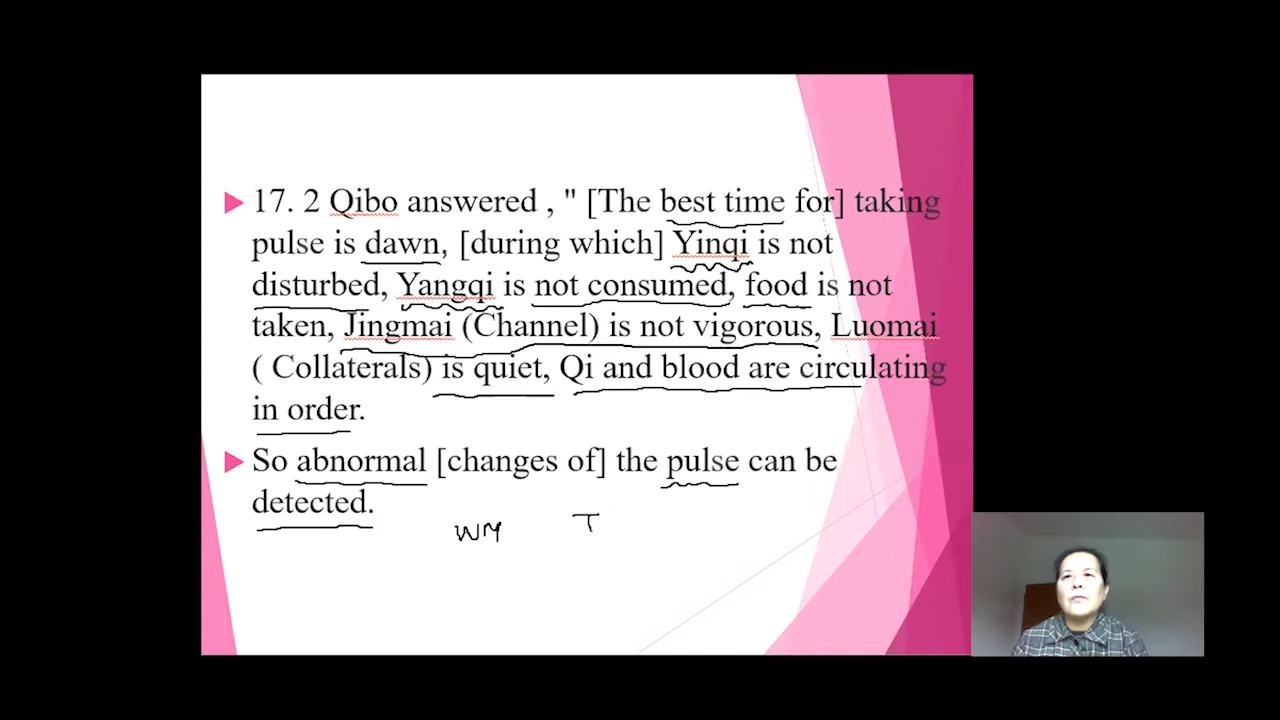 17. 2 Qibo answered , " [The best time for] taking
pulse is dawn, [during which] Yinqi is not
disturbed, Yangqi is not consumed, food is not
taken, Jingmai (Channel) is not vigorous, Luomai
( Collaterals) is quiet, Qi and blood are circulating
in order.
So abnormal [changes of] the pulse can be
detected.
WM T